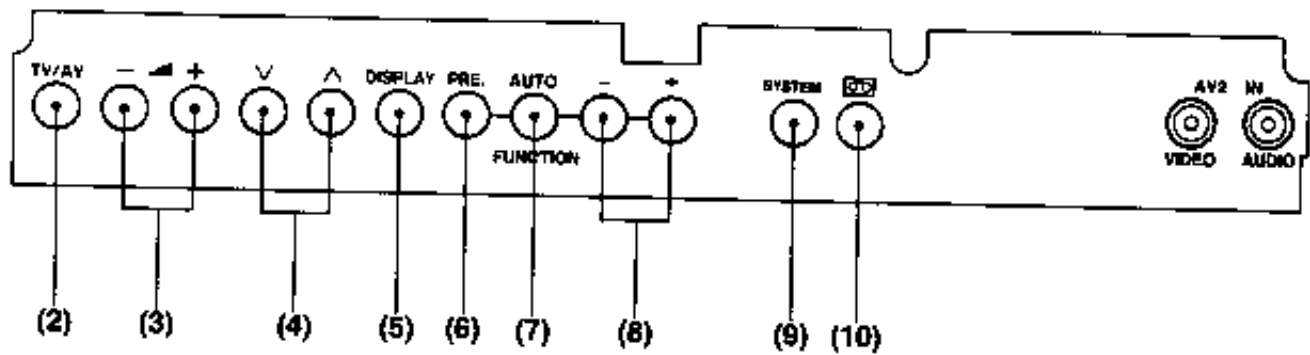 TV/AV − + ∨ ∧ DISPLAY PRE. AUTO − + SYSTEM AV2 IN
FUNCTION VIDEO AUDIO
(2) (3) (4) (5) (6) (7) (8) (9) (10)